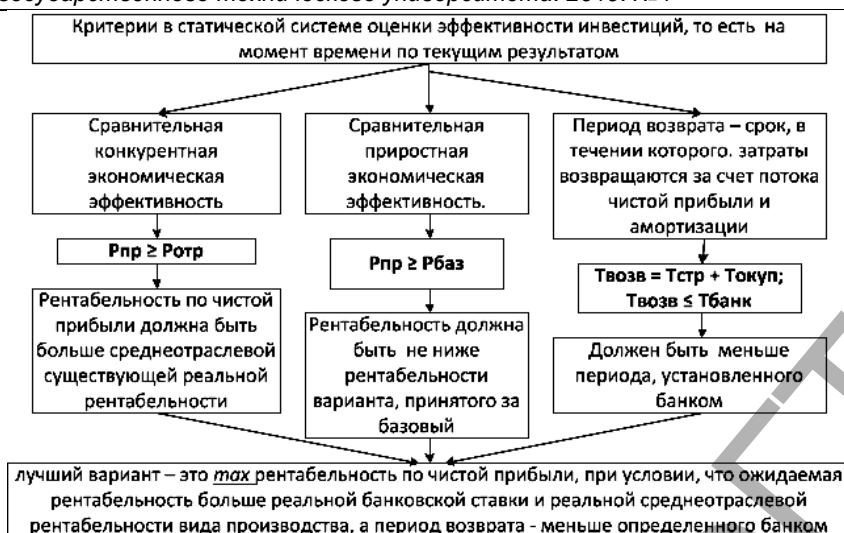 государственного технического университета. 2015. №4
Критерии в статической системе оценки эффективности инвестиций, то есть на
момент времени по текущим результатом
Сравнительная
конкурентная
экономическая
эффективность
Рпр ≥ Ротр
Рентабельность по чистой
прибыли должна быть
больше среднеотраслевой
существующей реальной
рентабельности
Сравнительная
приростная
экономическая
эффективность.
Рпр ≥ Рбаз
Рентабельность должна
быть не ниже
рентабельности
варианта, принятого за
базовый
Период возврата – срок, в
течении которого. затраты
возвращаются за счет потока
чистой прибыли и
амортизации
Твозв = Тстр + Токуп;
Твозв ≤ Тбанк
Должен быть меньше
периода, установленного
банком
лучший вариант – это max рентабельность по чистой прибыли, при условии, что ожидаемая
рентабельность больше реальной банковской ставки и реальной среднеотраслевой
рентабельности вида производства, а период возврата - меньше определенного банком